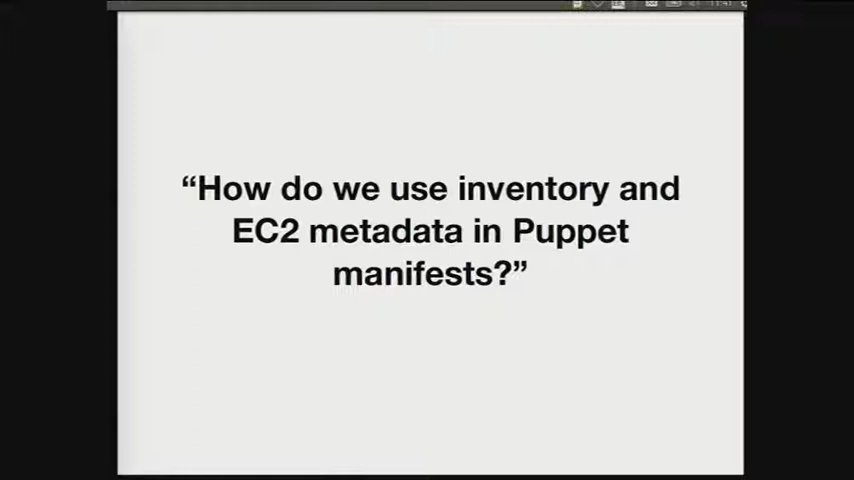 “How do we use inventory and
EC2 metadata in Puppet
manifests?”